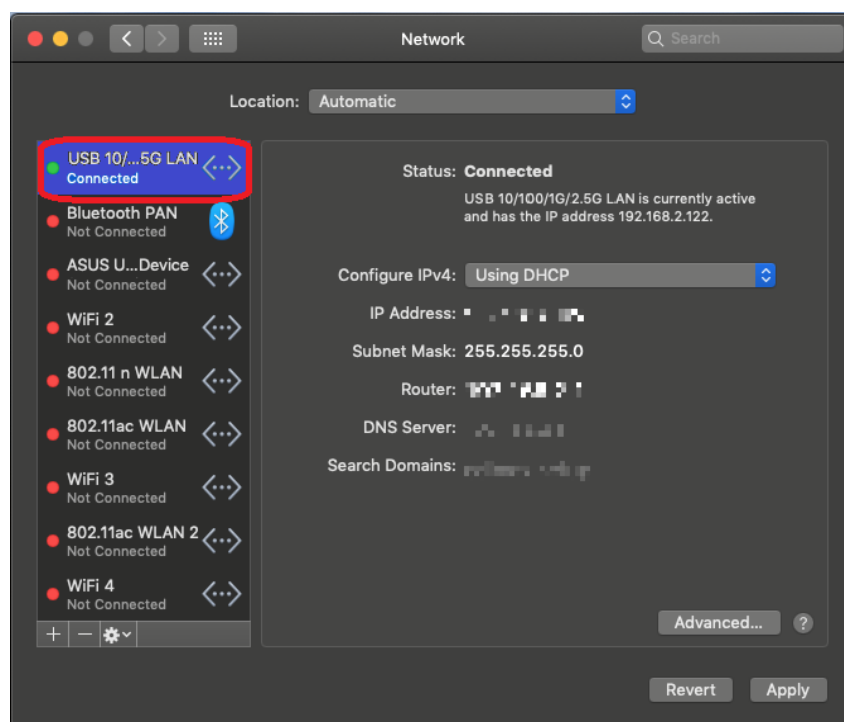 Network
Search
Location: Automatic
USB 10/...5G LAN
Connected
Bluetooth PAN
Not Connected
ASUS U...Device
Not Connected
WiFi 2
Not Connected
802.11 n WLAN
Not Connected
802.11ac WLAN
Not Connected
WiFi 3
Not Connected
802.11ac WLAN 2
Not Connected
WiFi 4
Not Connected
Status: Connected
USB 10/100/1G/2.5G LAN is currently active
and has the IP address 192.168.2.122.
Configure IPv4: Using DHCP
IP Address:
Subnet Mask: 255.255.255.0
Router:
DNS Server:
Search Domains:
Advanced... ?
Revert Apply